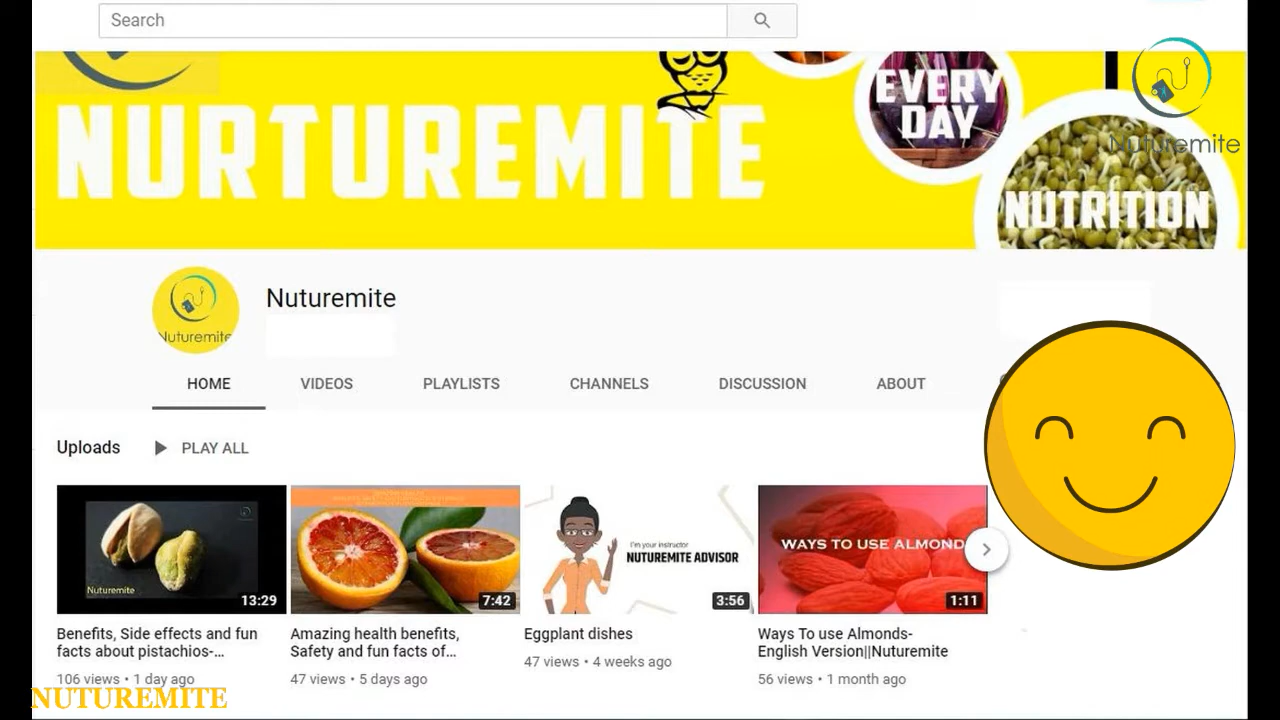 Search
NURTUREMITE
EVERY
DAY
NUTRITION
Nuturemite
Nuturemite
Nuturemite
HOME VIDEOS PLAYLISTS CHANNELS DISCUSSION ABOUT
Uploads PLAY ALL
Nuturemite
13:29
7:42
I'm your instructor
NUTUREMITE ADVISOR
3:56
WAYS TO USE ALMOND
1:11
Benefits, Side effects and fun
facts about pistachios-...
106 views • 1 day ago
Amazing health benefits,
Safety and fun facts of...
47 views • 5 days ago
Eggplant dishes
47 views • 4 weeks ago
Ways To use Almonds-
English Version||Nuturemite
56 views • 1 month ago
NUTUREMITE